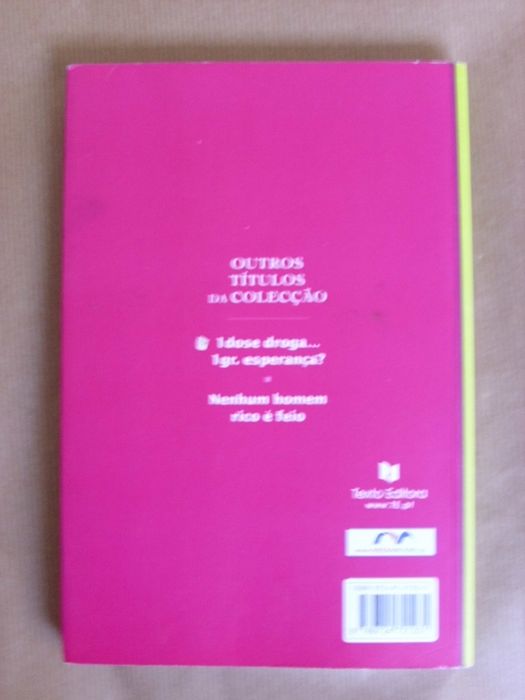 OUTROS
TÍTULOS
DA COLECÇÃO
1dose droga...
1gr. esperança?
Nenhum homem
rico é feio
Texto Editora